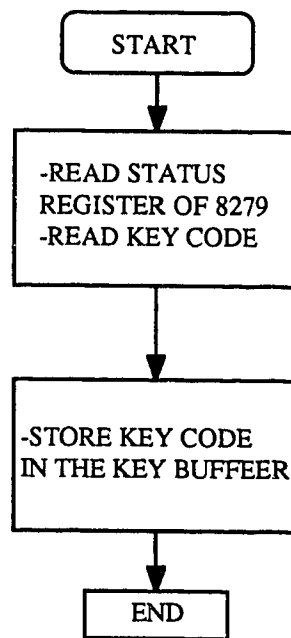 START
-READ STATUS
REGISTER OF 8279
-READ KEY CODE
-STORE KEY CODE
IN THE KEY BUFFEER
END